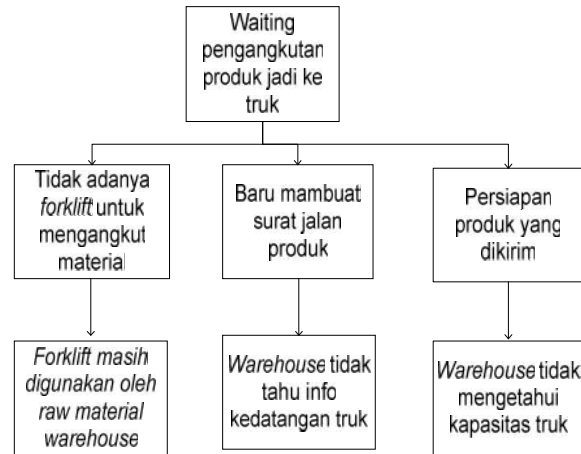 Waiting
pengangkutan
produk jadi ke
truk
Tidak adanya
forklift untuk
mengangkut
material
Baru mambuat
surat jalan
produk
Persiapan
produk yang
dikirim
Forklift masih
digunakan oleh
raw material
warehouse
Warehouse tidak
tahu info
kedatangan truk
Warehouse tidak
mengetahui
kapasitas truk